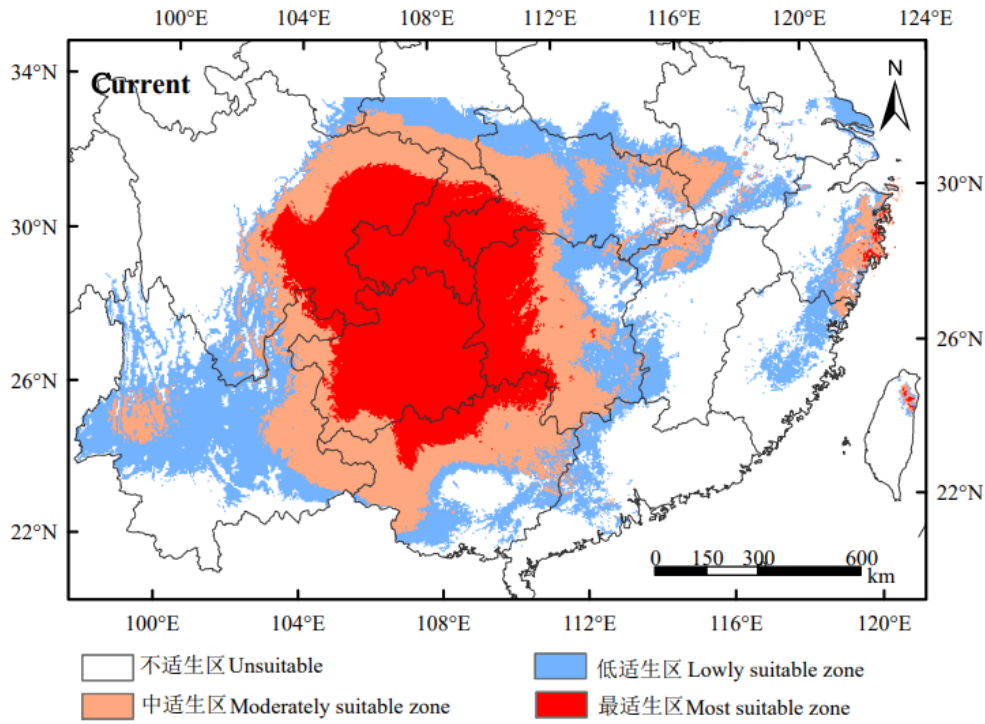 100°E 104°E 108°E 112°E 116°E 120°E 124°E
34°N
Current
N
30°N
30°N
26°N
26°N
22°N
22°N
0 150 300 600
km
100°E 104°E 108°E 112°E 116°E 120°E
不适生区 Unsuitable
低适生区 Lowly suitable zone
中适生区 Moderately suitable zone
最适生区 Most suitable zone